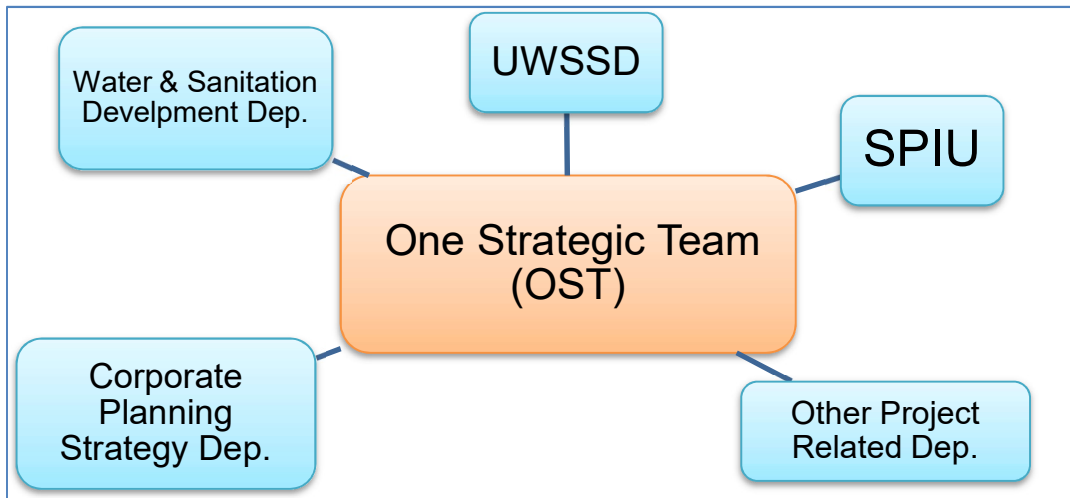 Water & Sanitation
Develpment Dep.
UWSSD
SPIU
One Strategic Team
(OST)
Corporate
Planning
Strategy Dep.
Other Project
Related Dep.